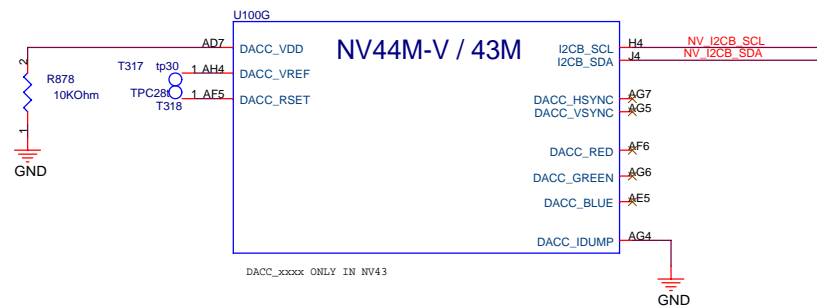 U100G
NV44M-V / 43M
AD7
DACC_VDD
I2CB_SCL
H4
NV_I2CB_SCL
I2CB_SDA
J4
NV_I2CB_SDA
T317
tp30
1
AH4
DACC_VREF
2
R878
10KOhm
1
GND
TPC28t
T318
1
AF5
DACC_RSET
DACC_HSYNC
AG7
DACC_VSYNC
AG5
DACC_RED
AF6
DACC_GREEN
AG6
DACC_BLUE
AE5
DACC_IDUMP
AG4
GND
DACC_xxxx ONLY IN NV43